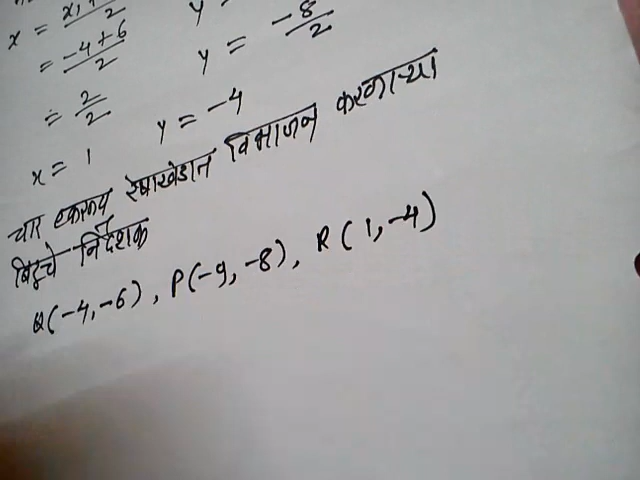 x = x₁+/2
y =
= -4+6/2
y = -8/2
= 2/2
y = -4
x = 1
चार एकरूप रेषाखंडात विभाजन करणाऱ्या
बिंदूचे निर्देशक
Q(-4,-6), P(-9,-8), R(1,-4)